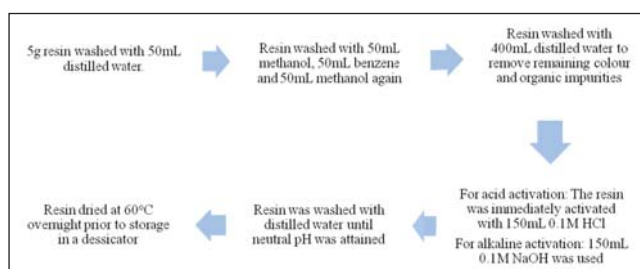 5g resin washed with 50mL
distilled water.
Resin washed with 50mL
methanol, 50mL benzene
and 50mL methanol again
Resin washed with
400mL distilled water to
remove remaining colour
and organic impurities
For acid activation: The resin
was immediately activated
with 150mL 0.1M HCl
For alkaline activation: 150mL
0.1M NaOH was used
Resin was washed with
distilled water until
neutral pH was attained
Resin dried at 60°C
overnight prior to storage
in a dessicator